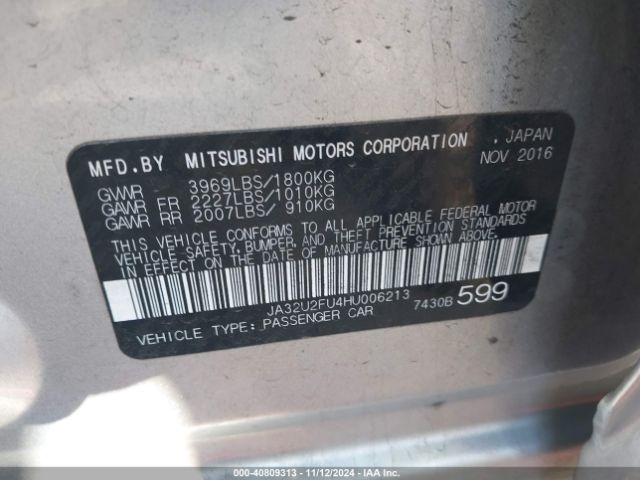 MFD.BY MITSUBISHI MOTORS CORPORATION , JAPAN
NOV 2016
GVWR 3969LBS/1800KG
GAWR FR 2227LBS/1010KG
GAWR RR 2007LBS/ 910KG
THIS VEHICLE CONFORMS TO ALL APPLICABLE FEDERAL MOTOR
VEHICLE SAFETY, BUMPER, AND THEFT PREVENTION STANDARDS
IN EFFECT ON THE DATE OF MANUFACTURE SHOWN ABOVE.
JA32U2FU4HU006213
7430B 599
VEHICLE TYPE: PASSENGER CAR
000-40809313 - 11/12/2024 - IAAI.COM